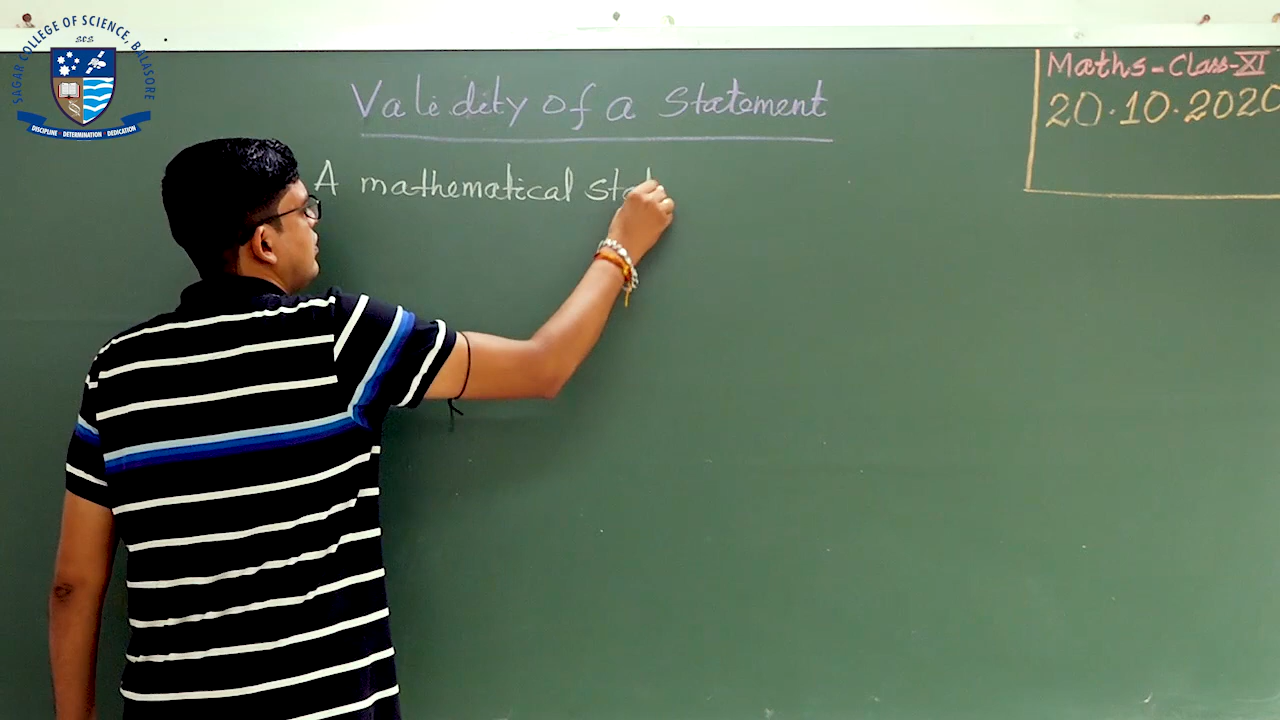 SAGAR COLLEGE OF SCIENCE, BALASORE
scs
DISCIPLINE · DETERMINATION · DEDICATION
Validity of a Statement
Maths-Class-XI
20.10.2020
A mathematical stat